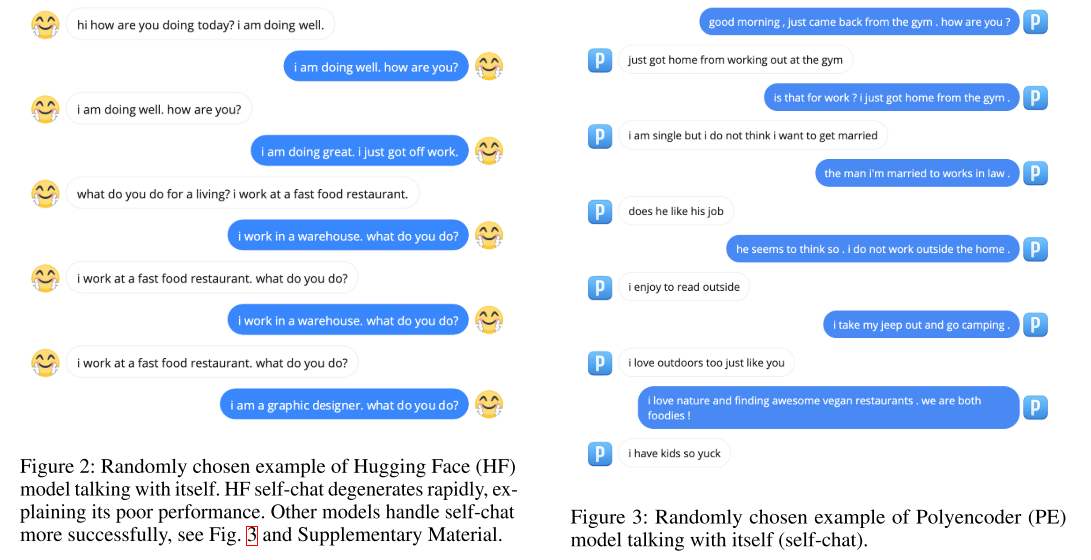 hi how are you doing today? i am doing well.
i am doing well. how are you?
i am doing well. how are you?
i am doing great. i just got off work.
what do you do for a living? i work at a fast food restaurant.
i work in a warehouse. what do you do?
i work at a fast food restaurant. what do you do?
i work in a warehouse. what do you do?
i work at a fast food restaurant. what do you do?
i am a graphic designer. what do you do?
Figure 2: Randomly chosen example of Hugging Face (HF)
model talking with itself. HF self-chat degenerates rapidly, ex-
plaining its poor performance. Other models handle self-chat
more successfully, see Fig. 3 and Supplementary Material.
good morning , just came back from the gym . how are you ?
P
P
just got home from working out at the gym
is that for work ? i just got home from the gym .
P
P
i am single but i do not think i want to get married
the man i'm married to works in law .
P
P
does he like his job
he seems to think so . i do not work outside the home .
P
P
i enjoy to read outside
i take my jeep out and go camping .
P
P
i love outdoors too just like you
i love nature and finding awesome vegan restaurants . we are both
foodies !
P
P
i have kids so yuck
Figure 3: Randomly chosen example of Polyencoder (PE)
model talking with itself (self-chat).